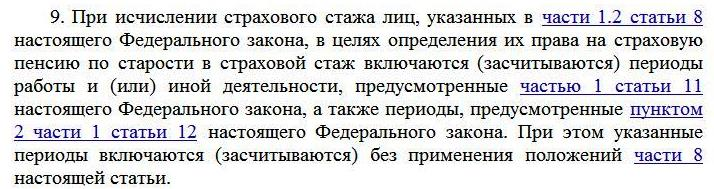 9. При исчислении страхового стажа лиц, указанных в части 1.2 статьи 8
настоящего Федерального закона, в целях определения их права на страховую
пенсию по старости в страховой стаж включаются (засчитываются) периоды
работы и (или) иной деятельности, предусмотренные частью 1 статьи 11
настоящего Федерального закона, а также периоды, предусмотренные пунктом
2 части 1 статьи 12 настоящего Федерального закона. При этом указанные
периоды включаются (засчитываются) без применения положений части 8
настоящей статьи.